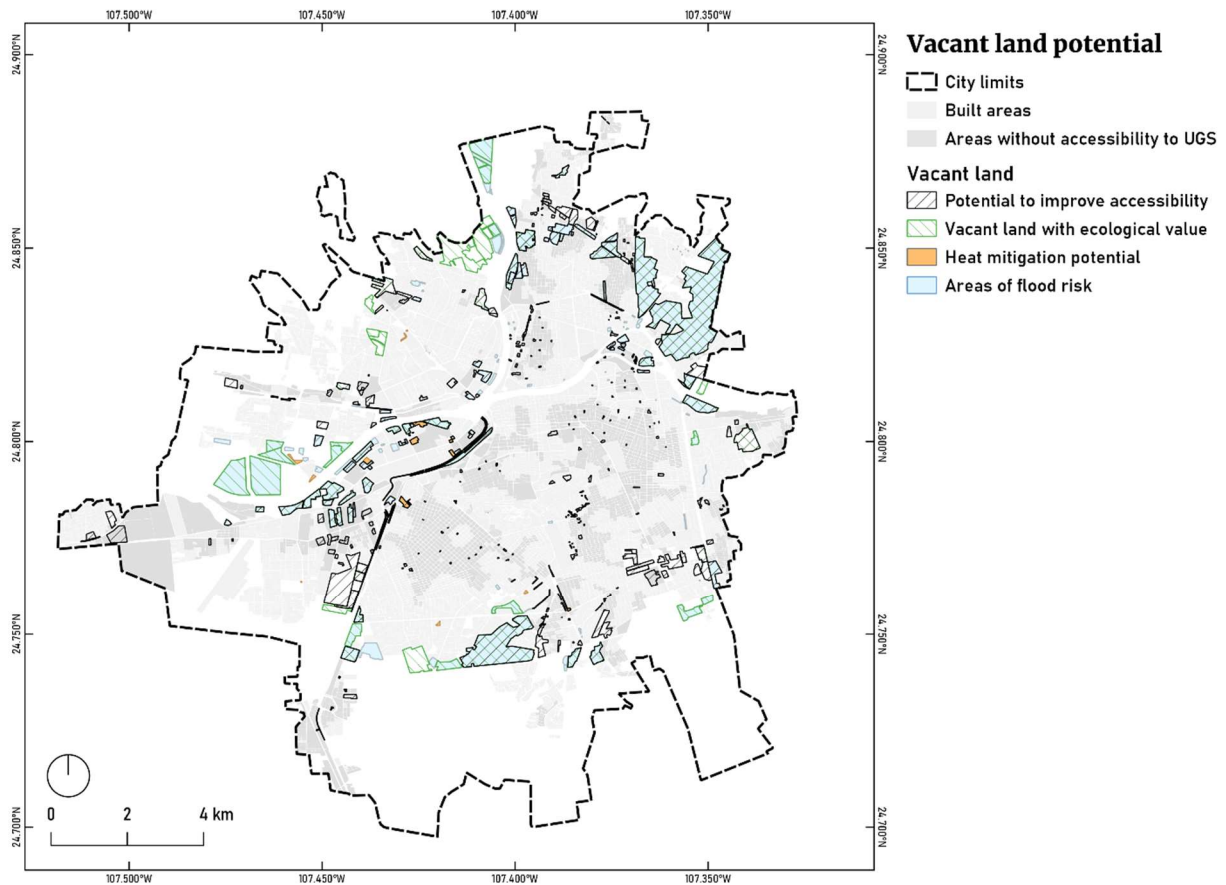 107.500°W 107.450°W 107.400°W 107.350°W
24.900°N 24.900°N
24.850°N 24.850°N
24.800°N 24.800°N
24.750°N 24.750°N
24.700°N 24.700°N
0 2 4 km
107.500°W 107.450°W 107.400°W 107.350°W
Vacant land potential
City limits
Built areas
Areas without accessibility to UGS
Vacant land
Potential to improve accessibility
Vacant land with ecological value
Heat mitigation potential
Areas of flood risk